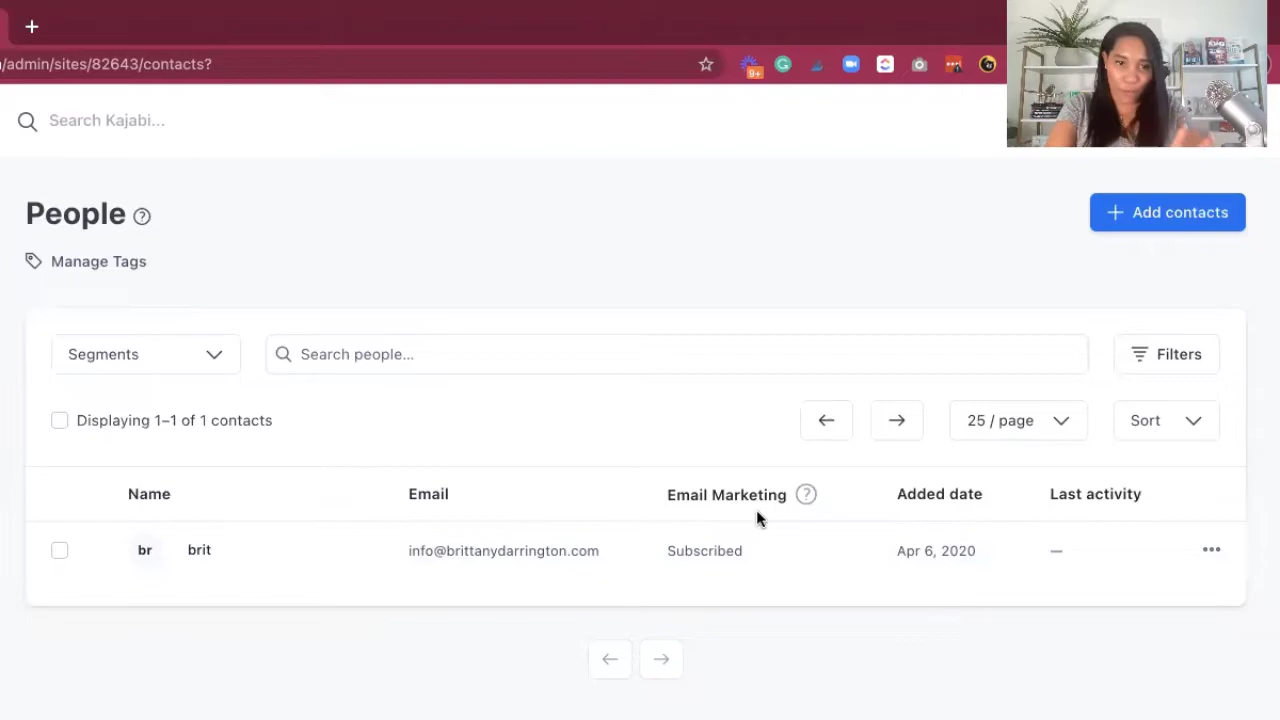 /admin/sites/82643/contacts?
9+
Search Kajabi...
People ?
+ Add contacts
Manage Tags
Segments
Search people...
Filters
Displaying 1–1 of 1 contacts
25 / page
Sort
Name Email Email Marketing ? Added date Last activity
br brit info@brittanydarrington.com Subscribed Apr 6, 2020 —